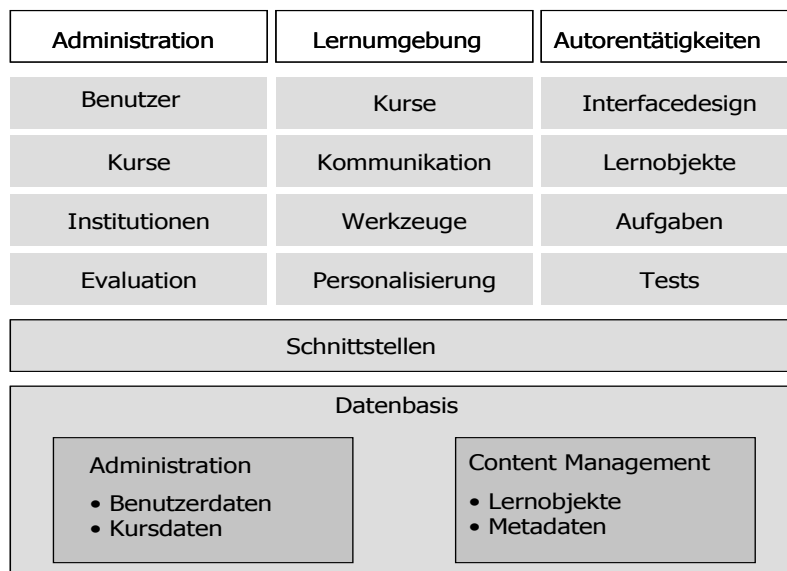 Administration
Lernumgebung
Autorentätigkeiten
Benutzer
Kurse
Interfacedesign
Kurse
Kommunikation
Lernobjekte
Institutionen
Werkzeuge
Aufgaben
Evaluation
Personalisierung
Tests
Schnittstellen
Datenbasis
Administration
• Benutzerdaten
• Kursdaten
Content Management
• Lernobjekte
• Metadaten